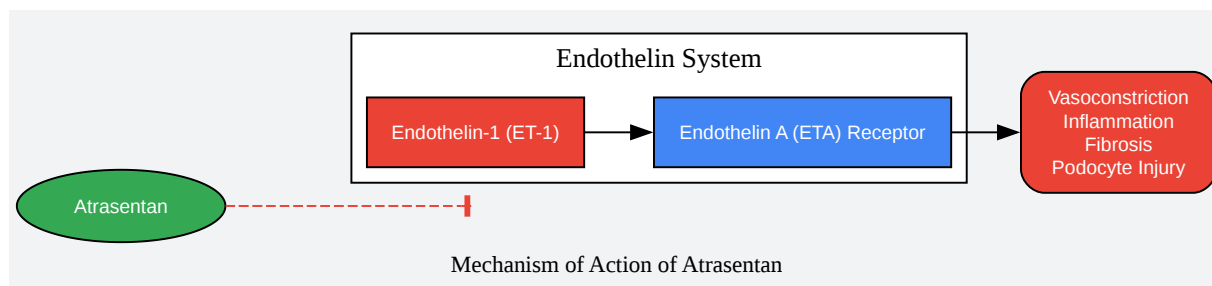 Endothelin System
Endothelin-1 (ET-1)
Endothelin A (ETA) Receptor
Vasoconstriction
Inflammation
Fibrosis
Podocyte Injury
Atrasentan
Mechanism of Action of Atrasentan